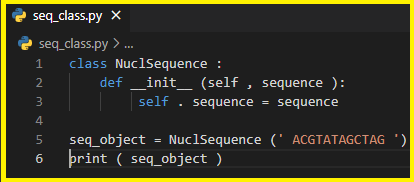 seq_class.py ×
seq_class.py > ...
1 class NuclSequence :
2 def __init__ (self , sequence ):
3 self . sequence = sequence
4
5 seq_object = NuclSequence (' ACGTATAGCTAG ')
6 print ( seq_object )